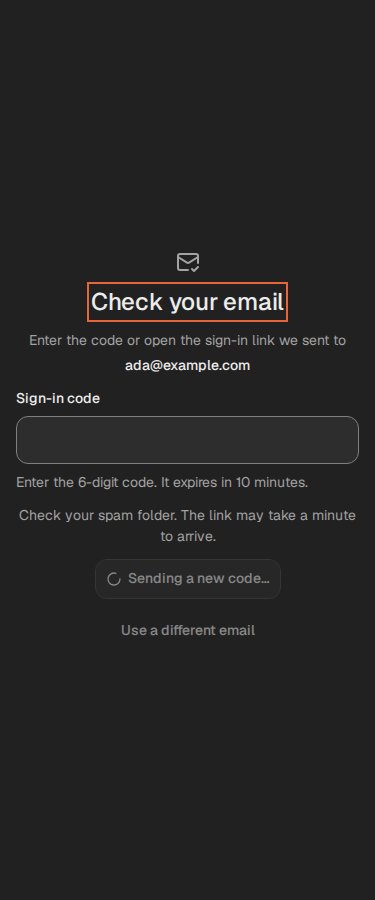 Check your email
Enter the code or open the sign-in link we sent to
ada@example.com
Sign-in code
Enter the 6-digit code. It expires in 10 minutes.
Check your spam folder. The link may take a minute
to arrive.
Sending a new code…
Use a different email